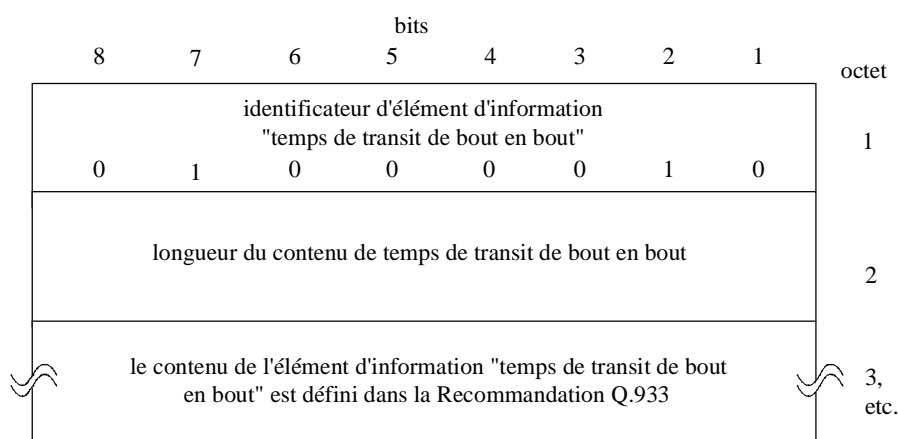 bits
8 7 6 5 4 3 2 1
octet
identificateur d'élément d'information
"temps de transit de bout en bout"
1
0 1 0 0 0 0 1 0
longueur du contenu de temps de transit de bout en bout
2
le contenu de l'élément d'information "temps de transit de bout
en bout" est défini dans la Recommandation Q.933
3,
etc.